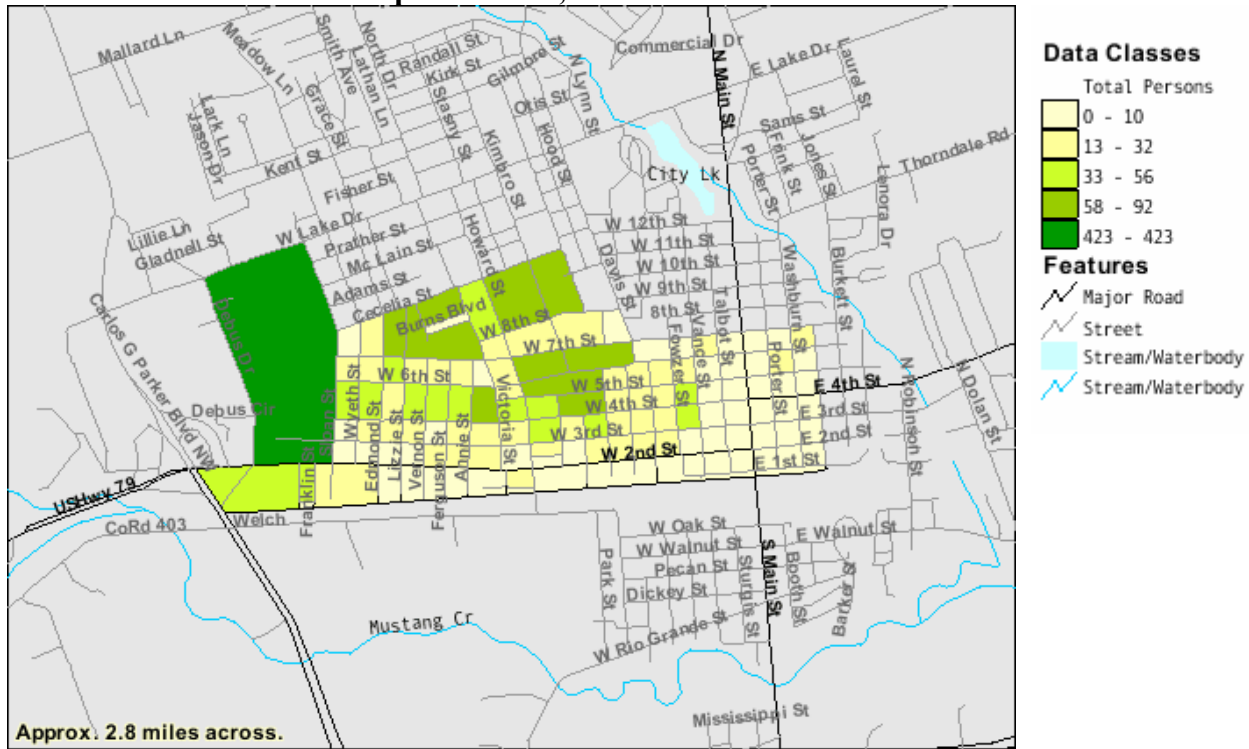 Mallard Ln
Meadow Ln
Smith Ave
Lathan Ln
North Dr
Randall St
Kirk St
Gilmore St
N Lynn St
Commercial Dr
N Main St
E Lake Dr
Laurel St
Otis St
Lark Ln
Jason Dr
Grace St
Stasny St
Kimbro St
Hood St
Sams St
Frink St
Jones St
Porter St
Thorndale Rd
Kent St
City Lk
Lenora Dr
Fisher St
Lillie Ln
Gladnell St
W Lake Dr
Prather St
Mc Lain St
Howard St
W 12th St
W 11th St
W 10th St
W 9th St
8th St
Davis St
Washburn St
Burkett St
Adams St
Cecelia St
Burns Blvd
W 8th St
W 7th St
Talbot St
Vance St
Fowzer St
Porter St
Carlos G Parker Blvd NW
Debus Dr
W 6th St
W 5th St
E 4th St
N Robinson St
N Dolan St
Debus Cir
Sloan St
Wyeth St
Edmond St
Lizzie St
Vernon St
Ferguson St
Annie St
Victoria St
W 4th St
W 3rd St
E 3rd St
W 2nd St
E 2nd St
E 1st St
USHwy 79
Franklin St
CoRd 403
Welch
W Oak St
E Walnut St
W Walnut St
Pecan St
Dickey St
Park St
Sturgis St
S Main St
Booth St
Barker St
Mustang Cr
W Rio Grande St
Mississippi St
Approx. 2.8 miles across.
Data Classes
Total Persons
0 - 10
13 - 32
33 - 56
58 - 92
423 - 423
Features
Major Road
Street
Stream/Waterbody
Stream/Waterbody